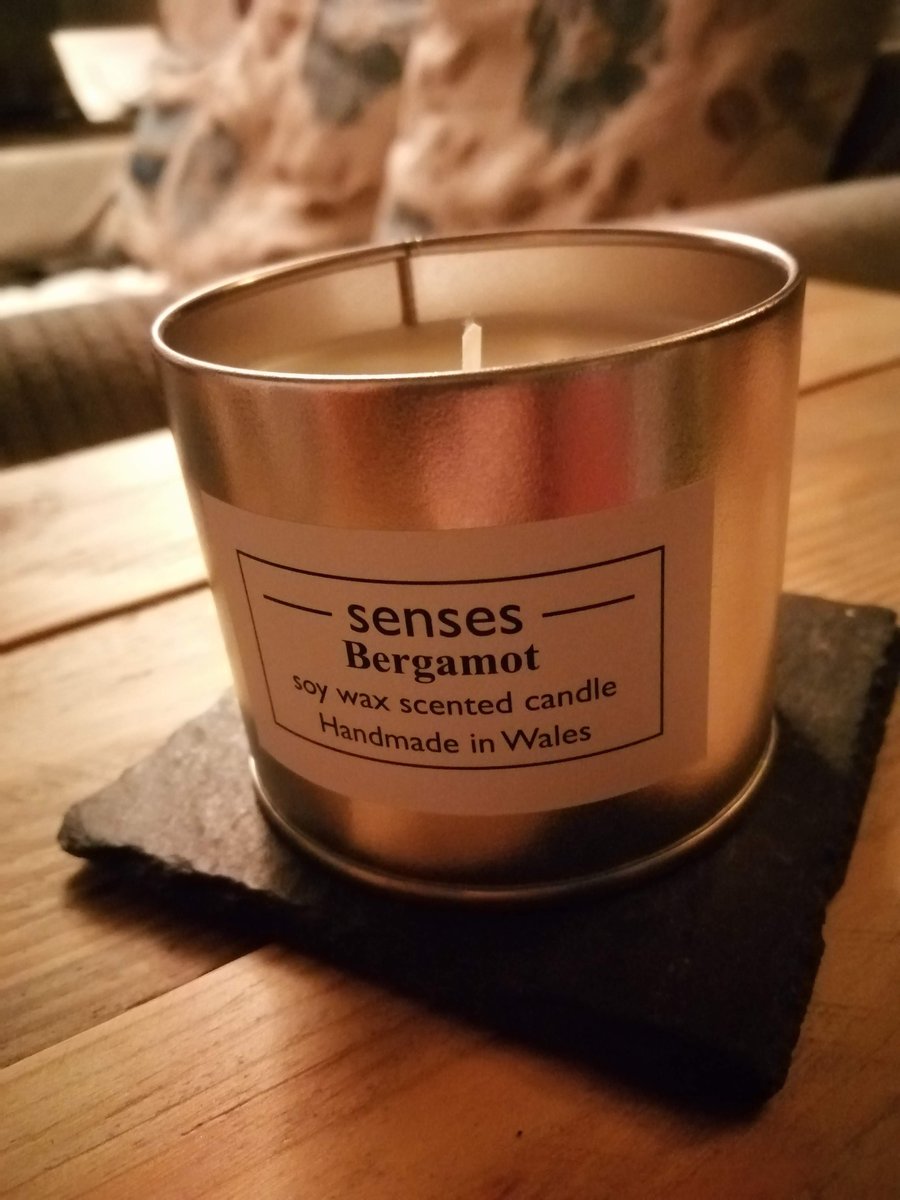 senses
Bergamot
soy wax scented candle
Handmade in Wales